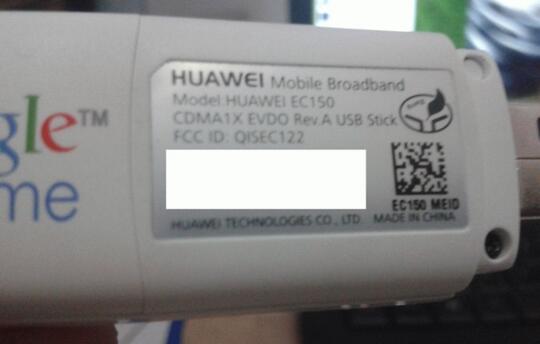 gle™
me
HUAWEI Mobile Broadband
Model:HUAWEI EC150
CDMA1X EVDO Rev.A USB Stick
FCC ID: QISEC122
EC150 MEID
HUAWEI TECHNOLOGIES CO., LTD MADE IN CHINA